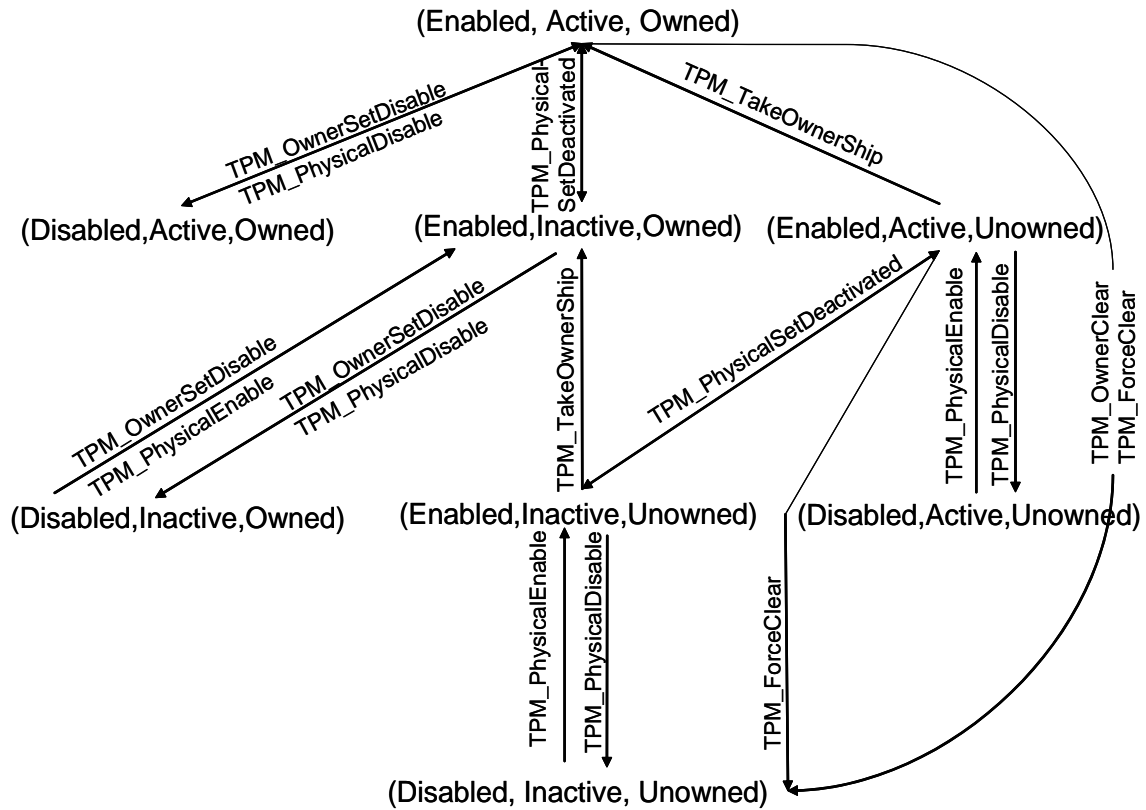 (Enabled, Active, Owned)
TPM_OwnerSetDisable
TPM_PhysicalDisable
TPM_Physical-
SetDeactivated
TPM_TakeOwnerShip
(Disabled,Active,Owned)
(Enabled,Inactive,Owned)
(Enabled,Active,Unowned)
TPM_OwnerSetDisable
TPM_PhysicalEnable
TPM_OwnerSetDisable
TPM_PhysicalDisable
TPM_TakeOwnerShip
TPM_PhysicalSetDeactivated
TPM_PhysicalEnable
TPM_PhysicalDisable
TPM_OwnerClear
TPM_ForceClear
(Disabled,Inactive,Owned)
(Enabled,Inactive,Unowned)
(Disabled,Active,Unowned)
TPM_PhysicalEnable
TPM_PhysicalDisable
TPM_ForceClear
(Disabled, Inactive, Unowned)